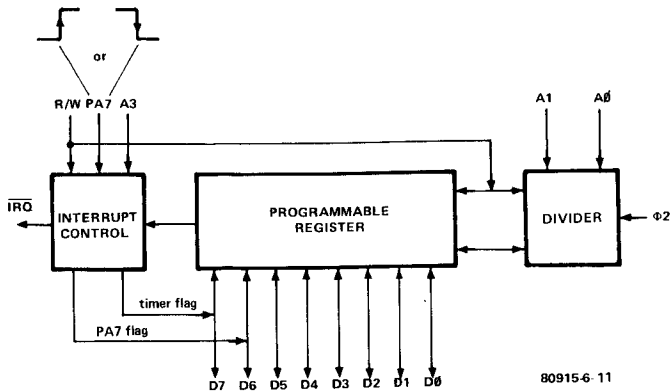 or
R/W PA7 A3
A1 AØ
IRQ
INTERRUPT
CONTROL
PROGRAMMABLE
REGISTER
DIVIDER
Φ2
timer flag
PA7 flag
D7 D6 D5 D4 D3 D2 D1 DØ
80915-6-11